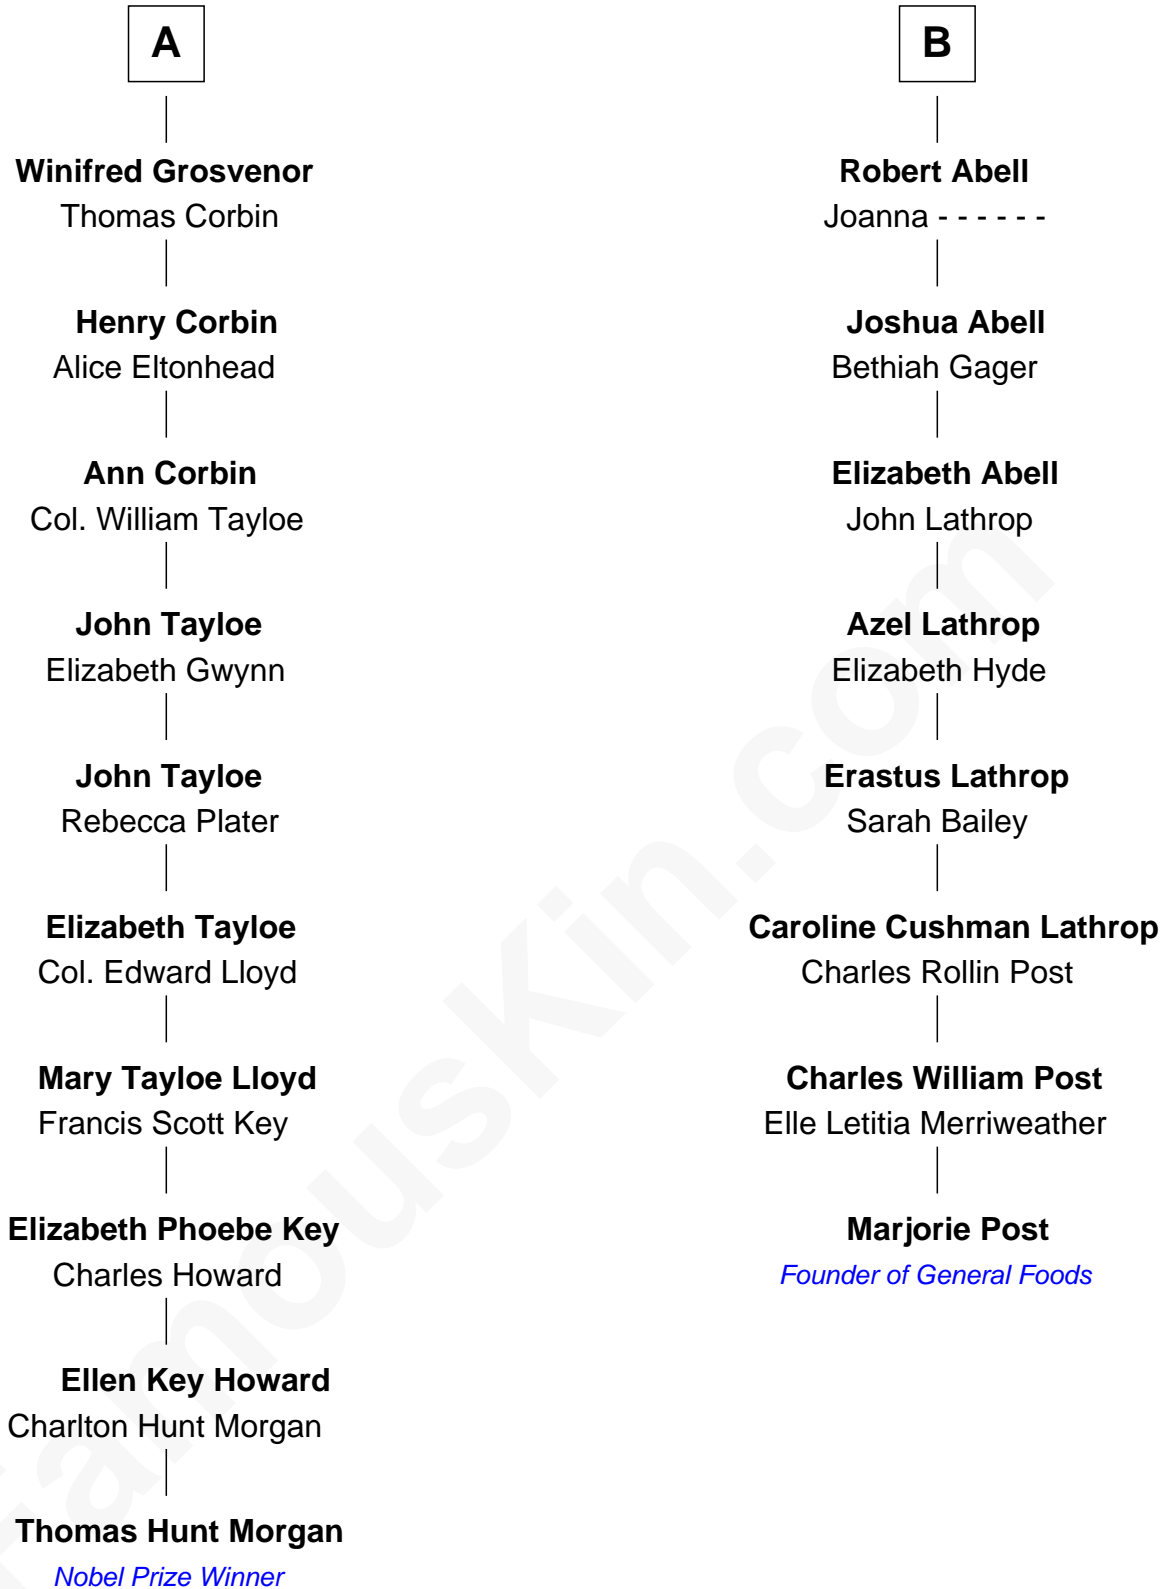 A
Winifred Grosvenor
Thomas Corbin
Henry Corbin
Alice Eltonhead
Ann Corbin
Col. William Tayloe
John Tayloe
Elizabeth Gwynn
John Tayloe
Rebecca Plater
Elizabeth Tayloe
Col. Edward Lloyd
Mary Tayloe Lloyd
Francis Scott Key
Elizabeth Phoebe Key
Charles Howard
Ellen Key Howard
Charlton Hunt Morgan
Thomas Hunt Morgan
Nobel Prize Winner
B
Robert Abell
Joanna - - - - - -
Joshua Abell
Bethiah Gager
Elizabeth Abell
John Lathrop
Azel Lathrop
Elizabeth Hyde
Erastus Lathrop
Sarah Bailey
Caroline Cushman Lathrop
Charles Rollin Post
Charles William Post
Elle Letitia Merriweather
Marjorie Post
Founder of General Foods
FamousKin.com